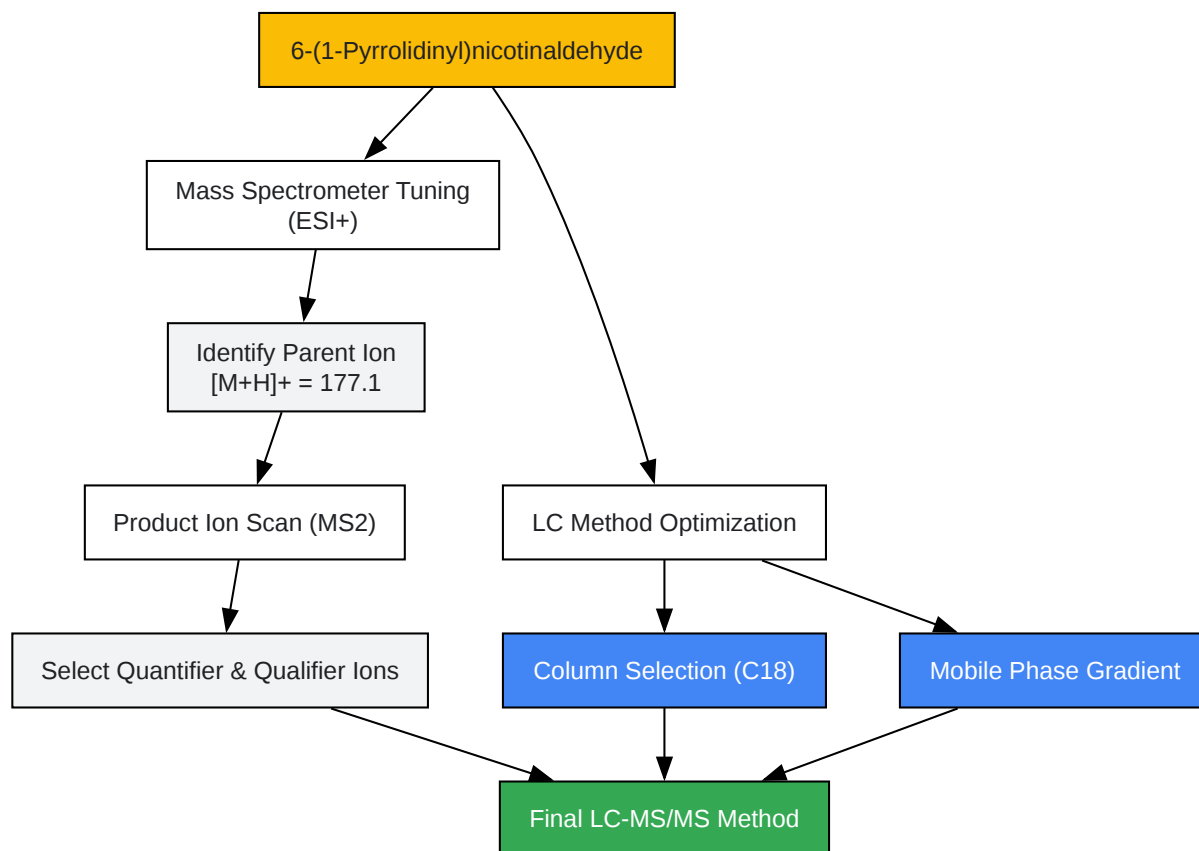 6-(1-Pyrrolidinyl)nicotinaldehyde
Mass Spectrometer Tuning
(ESI+)
Identify Parent Ion
[M+H]+ = 177.1
Product Ion Scan (MS2)
LC Method Optimization
Select Quantifier & Qualifier Ions
Column Selection (C18)
Mobile Phase Gradient
Final LC-MS/MS Method